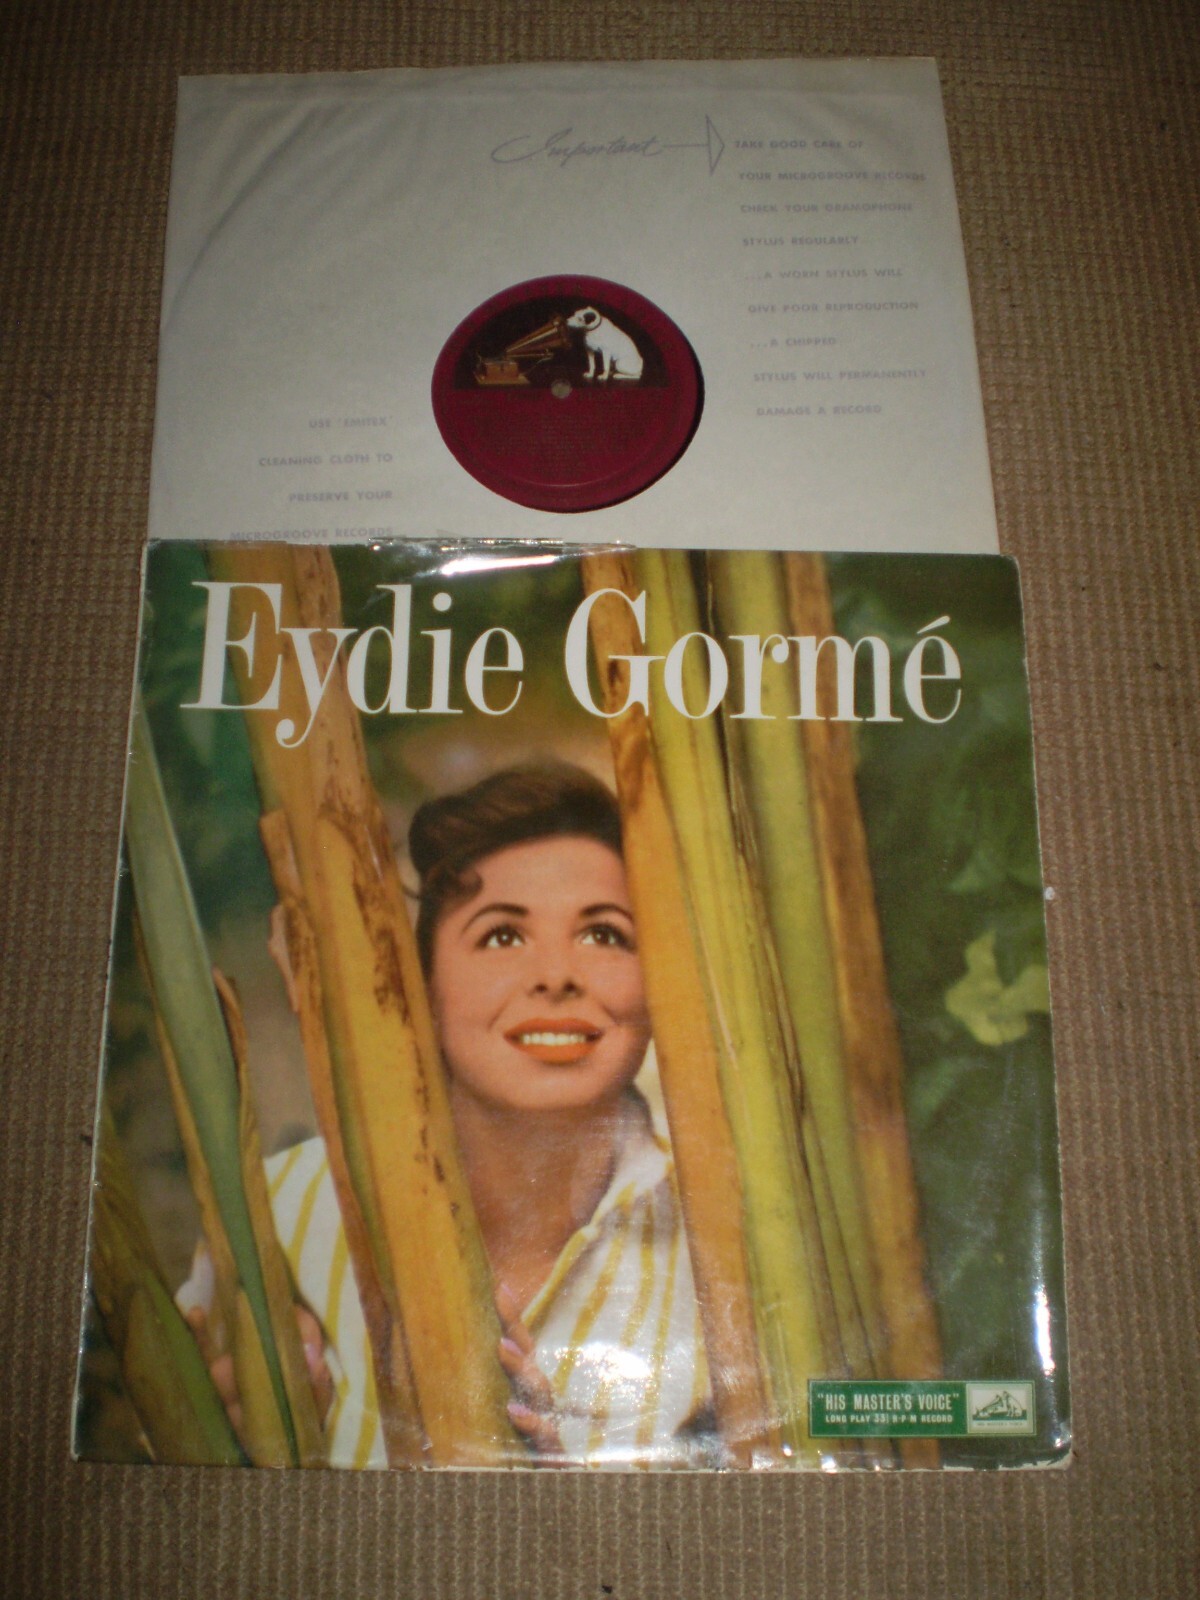 Important
TAKE GOOD CARE OF
YOUR MICROGROOVE RECORDS
CHECK YOUR GRAMOPHONE
STYLUS REGULARLY
...A WORN STYLUS WILL
GIVE POOR REPRODUCTION
...A CHIPPED
STYLUS WILL PERMANENTLY
DAMAGE A RECORD
USE 'EMITEX'
CLEANING CLOTH TO
PRESERVE YOUR
MICROGROOVE RECORDS
Eydie Gormé
"HIS MASTER'S VOICE"
LONG PLAY 33⅓ R·P·M RECORD